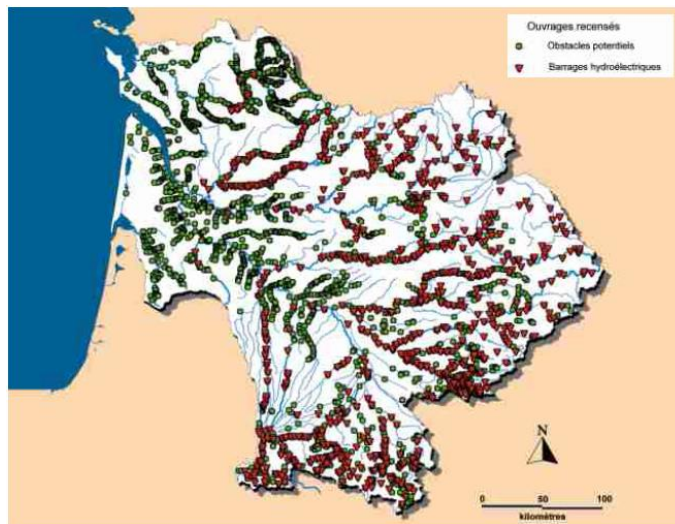 Ouvrages recensés
Obstacles potentiels
Barrages hydroélectriques
N
0 50 100
kilomètres